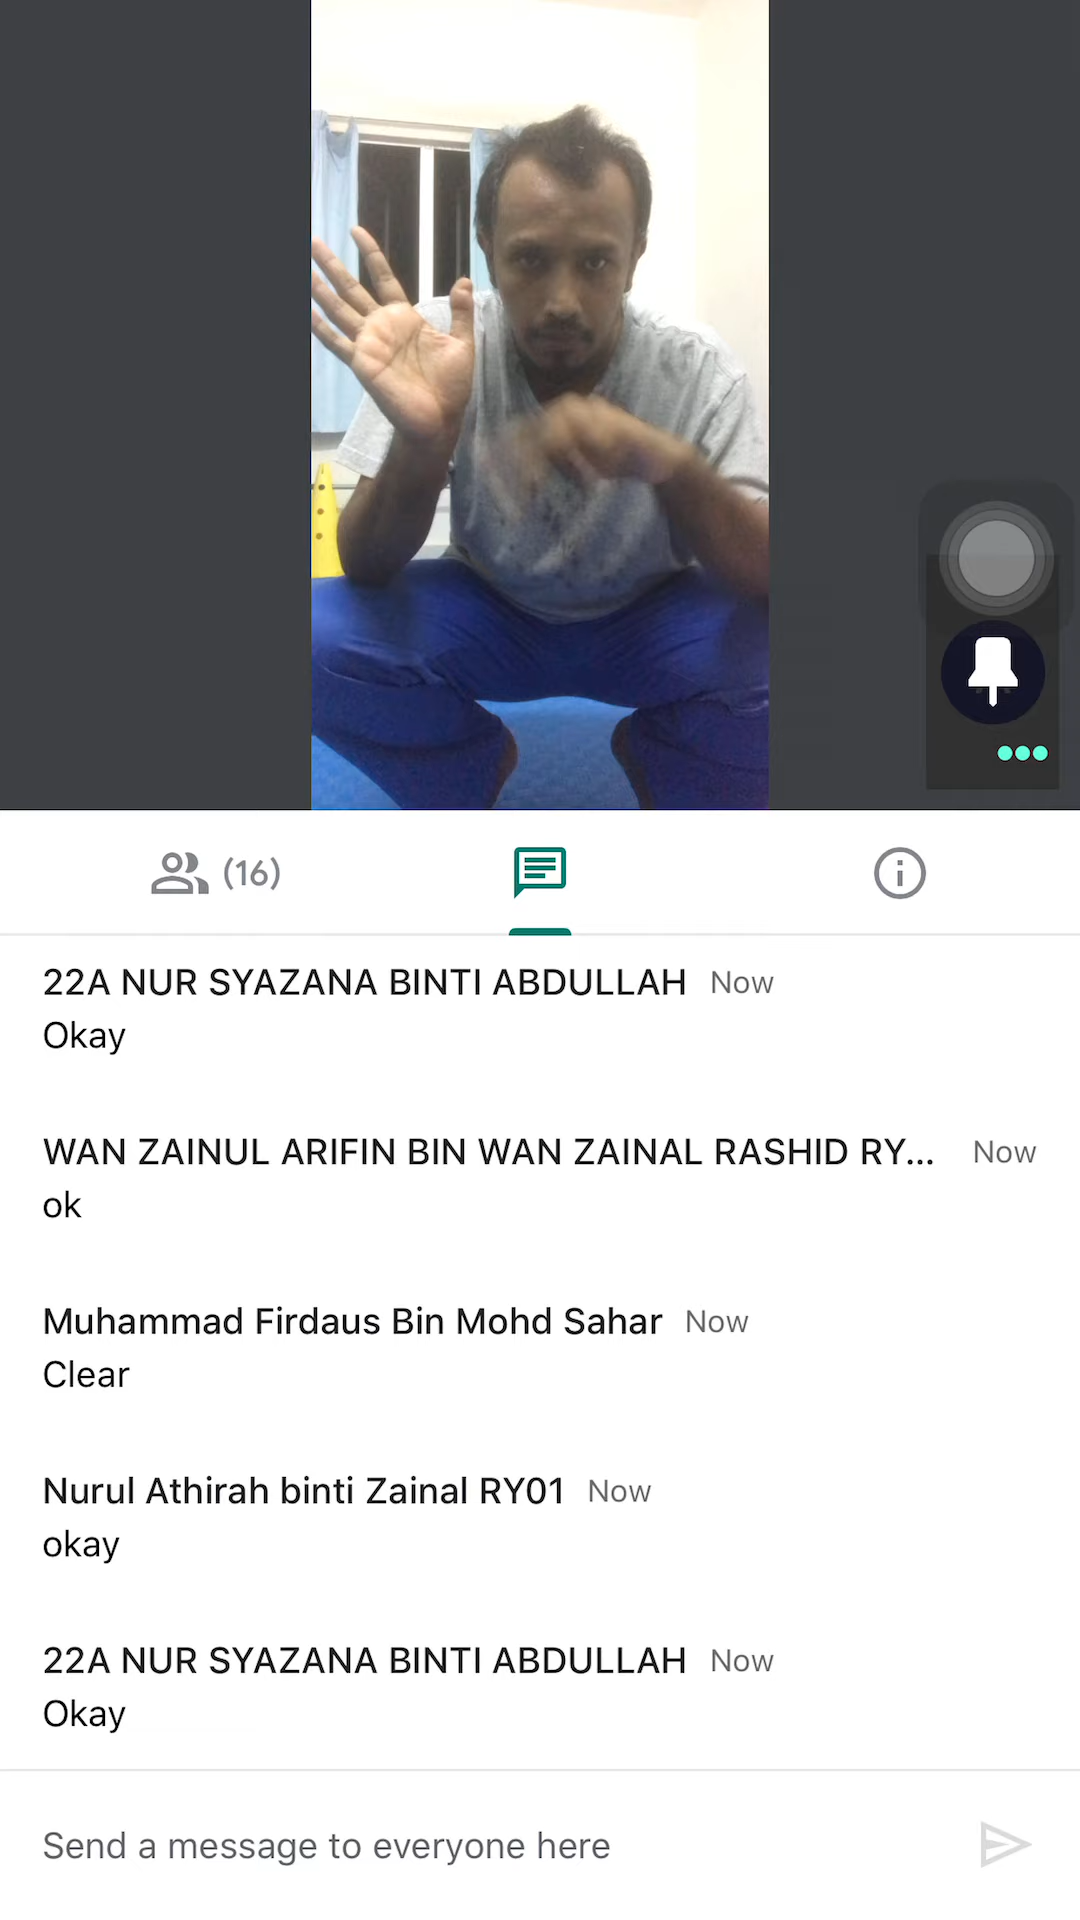 (16)
22A NUR SYAZANA BINTI ABDULLAH Now
Okay
WAN ZAINUL ARIFIN BIN WAN ZAINAL RASHID RY... Now
ok
Muhammad Firdaus Bin Mohd Sahar Now
Clear
Nurul Athirah binti Zainal RY01 Now
okay
22A NUR SYAZANA BINTI ABDULLAH Now
Okay
Send a message to everyone here